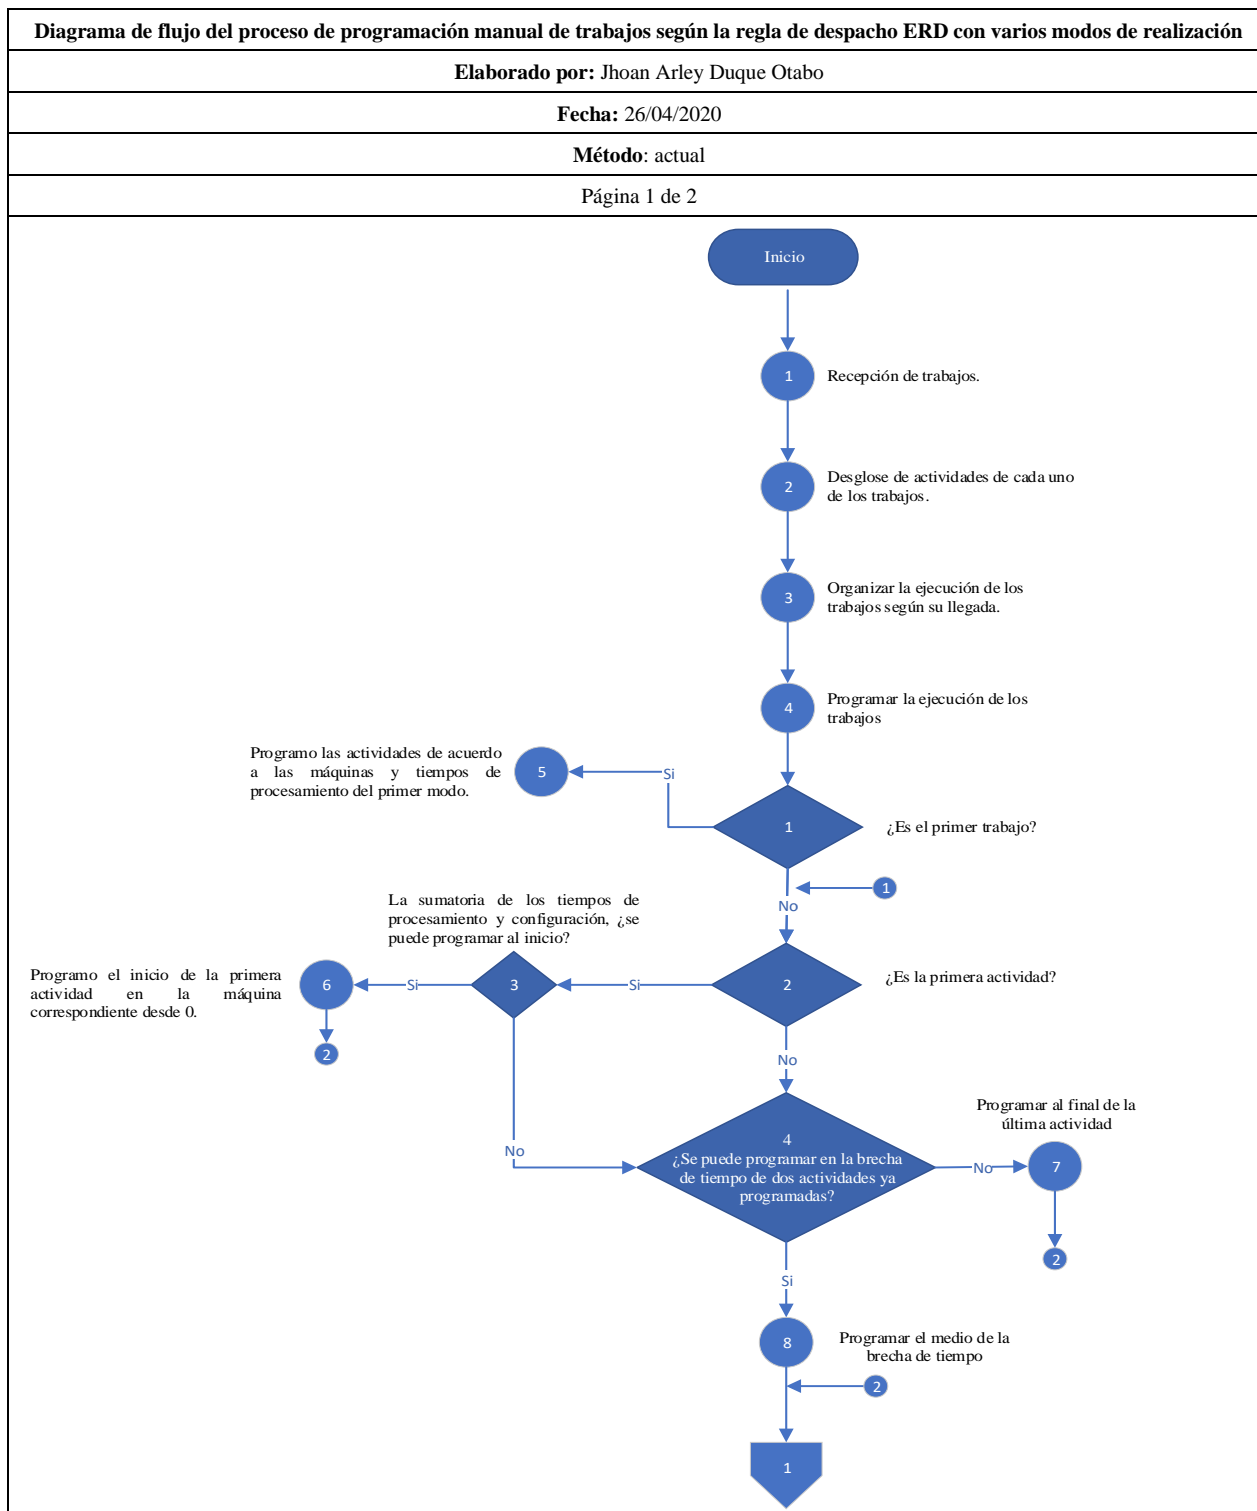 Diagrama de flujo del proceso de programación manual de trabajos según la regla de despacho ERD con varios modos de realización
Elaborado por: Jhoan Arley Duque Otabo
Fecha: 26/04/2020
Método: actual
Página 1 de 2
Inicio
1
Recepción de trabajos.
2
Desglose de actividades de cada uno
de los trabajos.
3
Organizar la ejecución de los
trabajos según su llegada.
4
Programar la ejecución de los
trabajos
Programo las actividades de acuerdo
a las máquinas y tiempos de
procesamiento del primer modo.
5
Si
1
¿Es el primer trabajo?
1
No
La sumatoria de los tiempos de
procesamiento y configuración, ¿se
puede programar al inicio?
Programo el inicio de la primera
actividad en la máquina
correspondiente desde 0.
6
Si
3
Si
2
¿Es la primera actividad?
2
No
No
Programar al final de la
última actividad
4
¿Se puede programar en la brecha
de tiempo de dos actividades ya
programadas?
No
7
2
Si
8
Programar el medio de la
brecha de tiempo
2
1